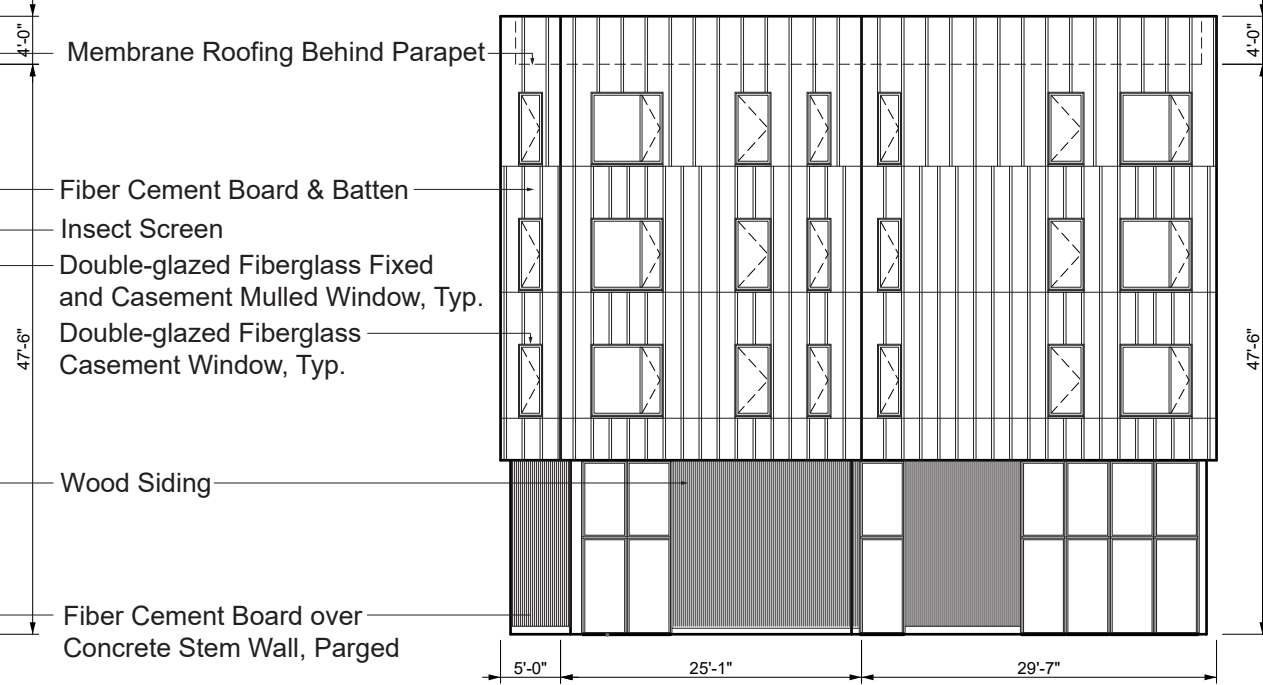 4'-0"
Membrane Roofing Behind Parapet
4'-0"
Fiber Cement Board & Batten
Insect Screen
Double-glazed Fiberglass Fixed
and Casement Mulled Window, Typ.
Double-glazed Fiberglass
Casement Window, Typ.
47'-6"
47'-6"
Wood Siding
Fiber Cement Board over
Concrete Stem Wall, Parged
5'-0"
25'-1"
29'-7"